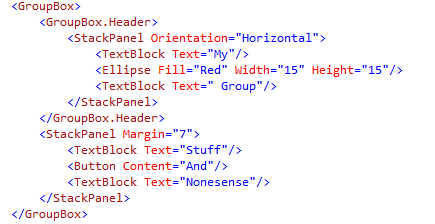 <GroupBox>
    <GroupBox.Header>
        <StackPanel Orientation="Horizontal">
            <TextBlock Text="My"/>
            <Ellipse Fill="Red" Width="15" Height="15"/>
            <TextBlock Text=" Group"/>
        </StackPanel>
    </GroupBox.Header>
    <StackPanel Margin="7">
        <TextBlock Text="Stuff"/>
        <Button Content="And"/>
        <TextBlock Text="Nonesense"/>
    </StackPanel>
</GroupBox>